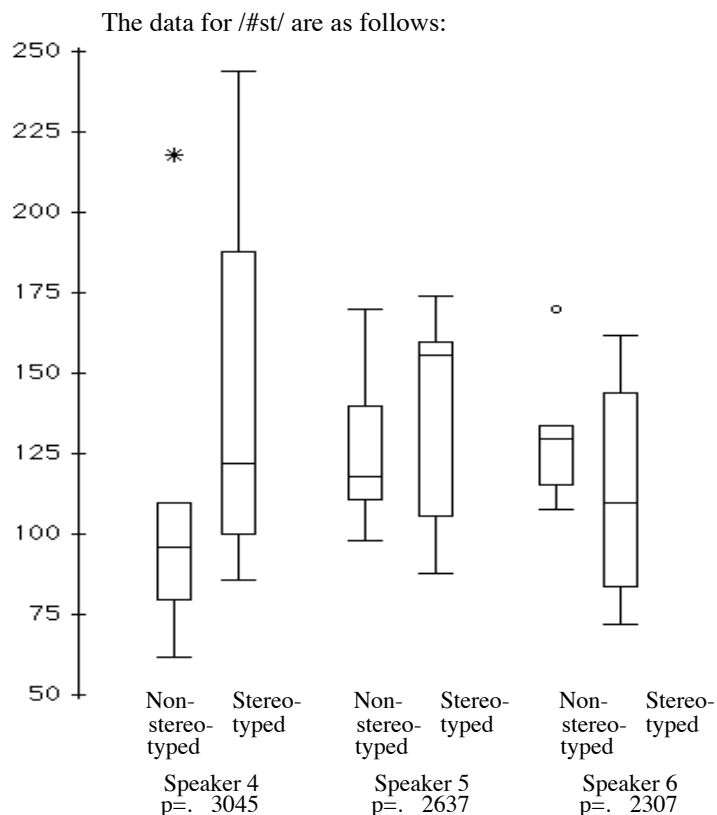 The data for /#st/ are as follows:
250
225
200
175
150
125
100
75
50
Non- Stereo- Non- Stereo- Non- Stereo-
stereo- typed stereo- typed stereo- typed
typed typed typed
Speaker 4 Speaker 5 Speaker 6
p=. 3045 p=. 2637 p=. 2307